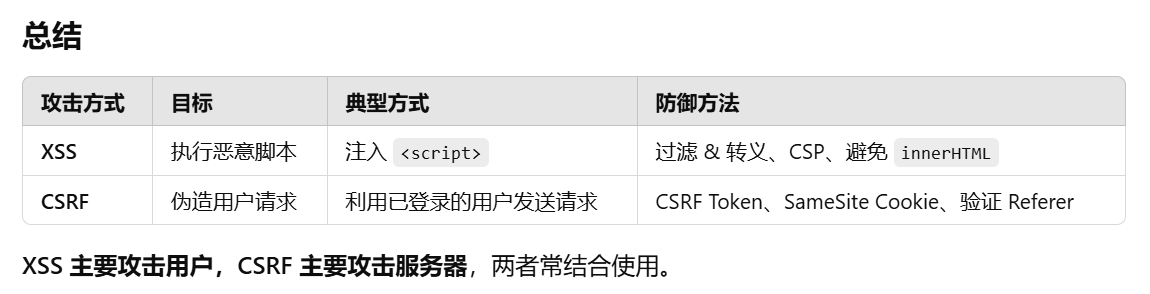 总结
攻击方式 目标 典型方式 防御方法
XSS 执行恶意脚本 注入 <script> 过滤 & 转义、CSP、避免 innerHTML
CSRF 伪造用户请求 利用已登录的用户发送请求 CSRF Token、SameSite Cookie、验证 Referer
XSS 主要攻击用户，CSRF 主要攻击服务器，两者常结合使用。